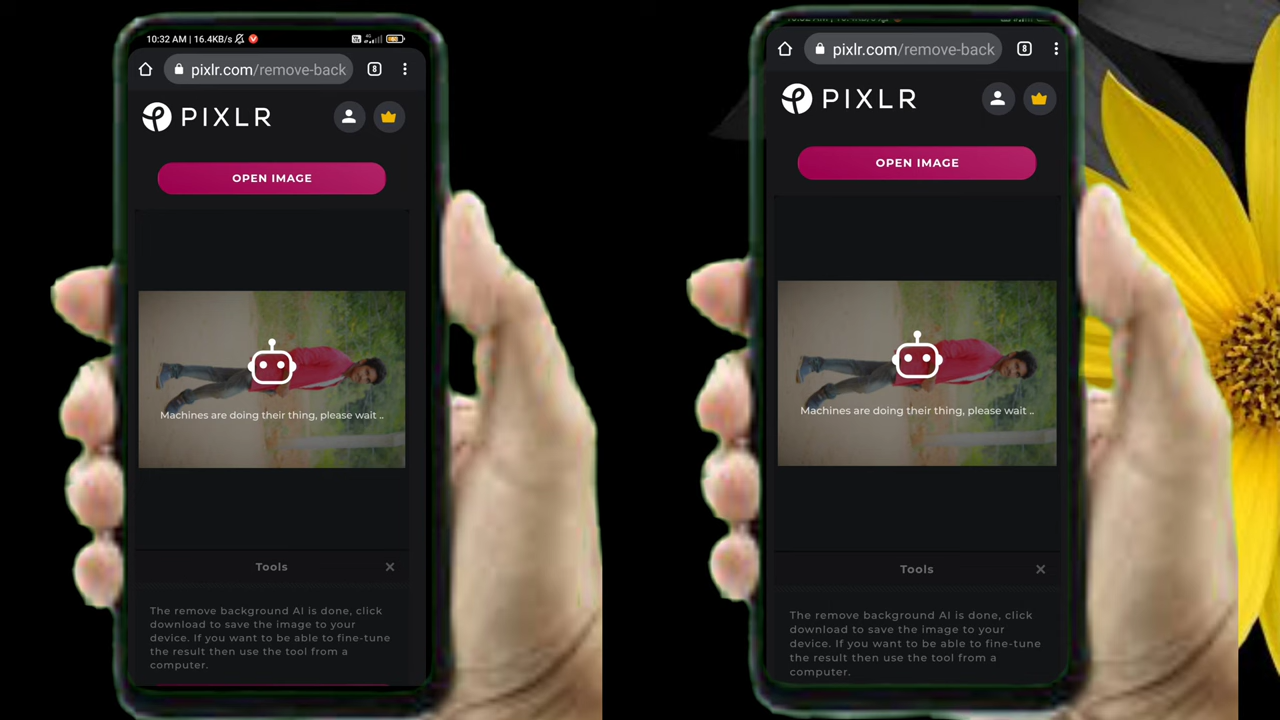 10:32 AM | 16.4KB/s
pixlr.com/remove-back
8
PIXLR
OPEN IMAGE
Machines are doing their thing, please wait ..
Tools
The remove background AI is done, click
download to save the image to your
device. If you want to be able to fine-tune
the result then use the tool from a
computer.
pixlr.com/remove-back
8
PIXLR
OPEN IMAGE
Machines are doing their thing, please wait ..
Tools
The remove background AI is done, click
download to save the image to your
device. If you want to be able to fine-tune
the result then use the tool from a
computer.